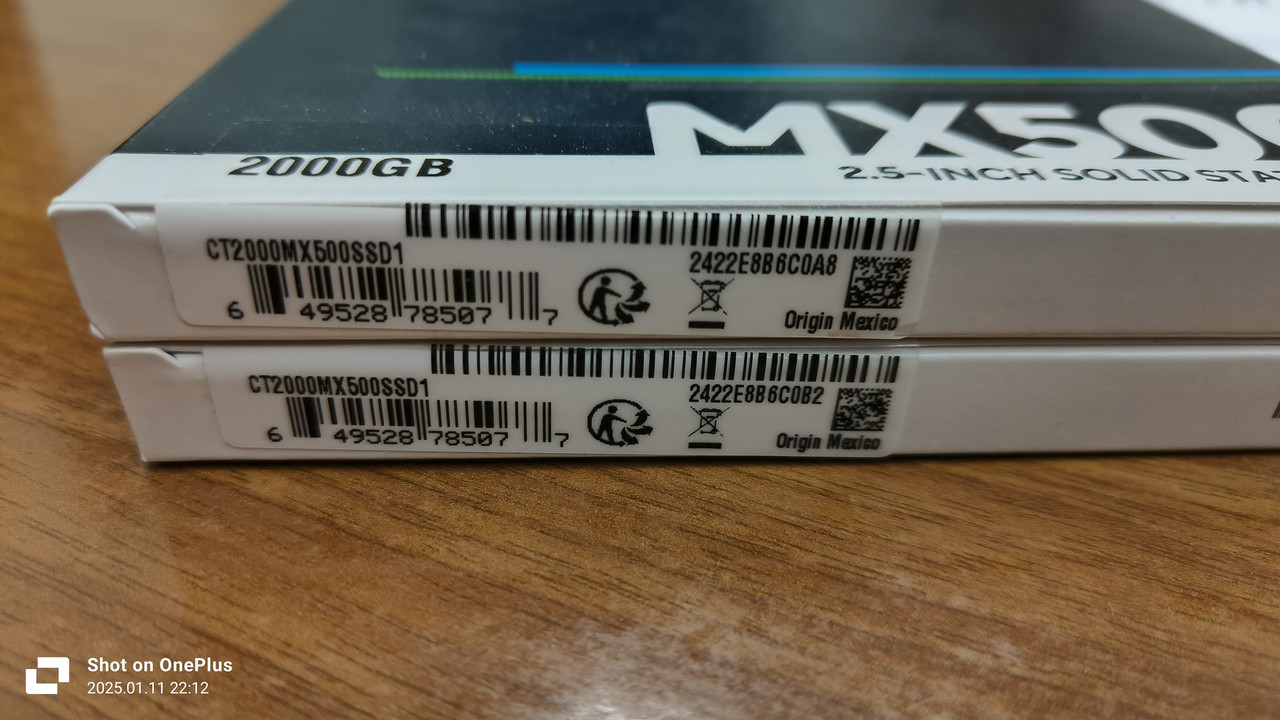 MX500
2000GB
2.5-INCH SOLID
CT2000MX500SSD1
2422E8B6C0A8
6 49528 78507 7
Origin Mexico
CT2000MX500SSD1
2422E8B6C0B2
6 49528 78507 7
Origin Mexico
Shot on OnePlus
2025.01.11 22:12